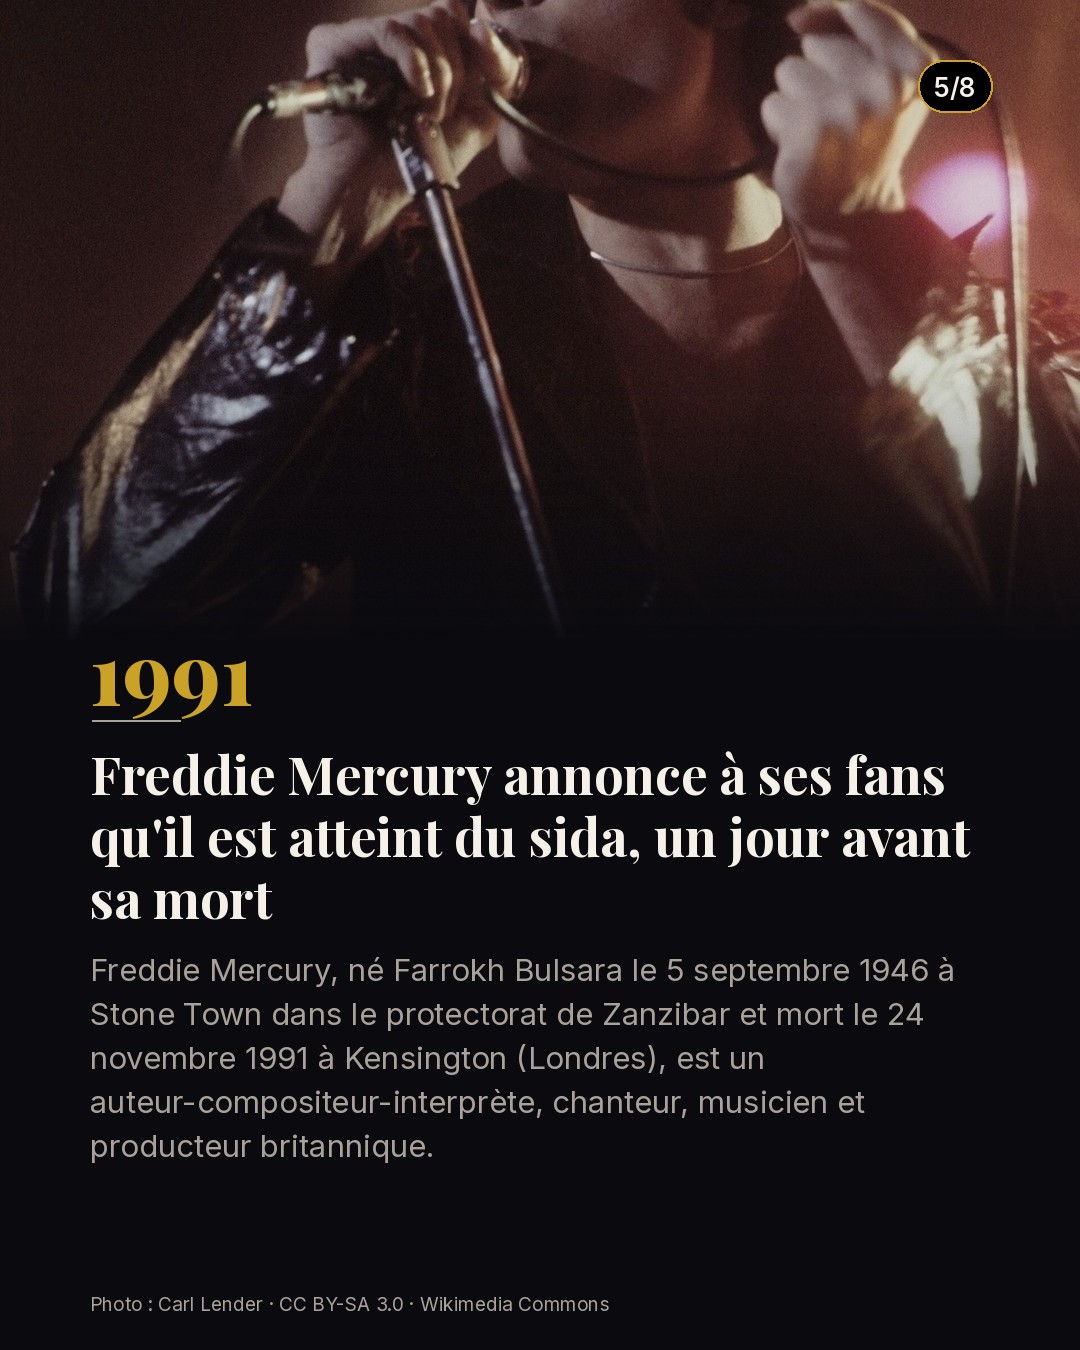 5/8
1991
Freddie Mercury annonce à ses fans
qu'il est atteint du sida, un jour avant
sa mort
Freddie Mercury, né Farrokh Bulsara le 5 septembre 1946 à
Stone Town dans le protectorat de Zanzibar et mort le 24
novembre 1991 à Kensington (Londres), est un
auteur-compositeur-interprète, chanteur, musicien et
producteur britannique.
Photo : Carl Lender · CC BY-SA 3.0 · Wikimedia Commons